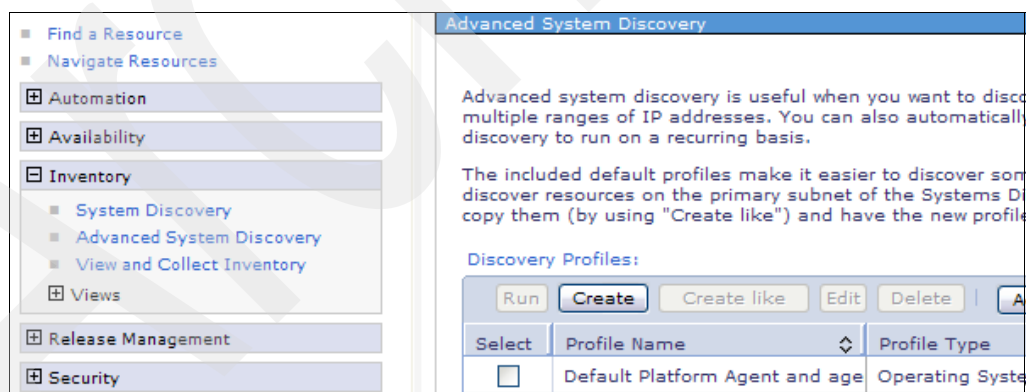 Find a Resource
Navigate Resources
Automation
Availability
Inventory
System Discovery
Advanced System Discovery
View and Collect Inventory
Views
Release Management
Security
Advanced System Discovery
Advanced system discovery is useful when you want to disco
multiple ranges of IP addresses. You can also automatically
discovery to run on a recurring basis.
The included default profiles make it easier to discover som
discover resources on the primary subnet of the Systems Di
copy them (by using "Create like") and have the new profile
Discovery Profiles:
Run Create Create like Edit Delete A
Select Profile Name Profile Type
Default Platform Agent and age Operating Syste